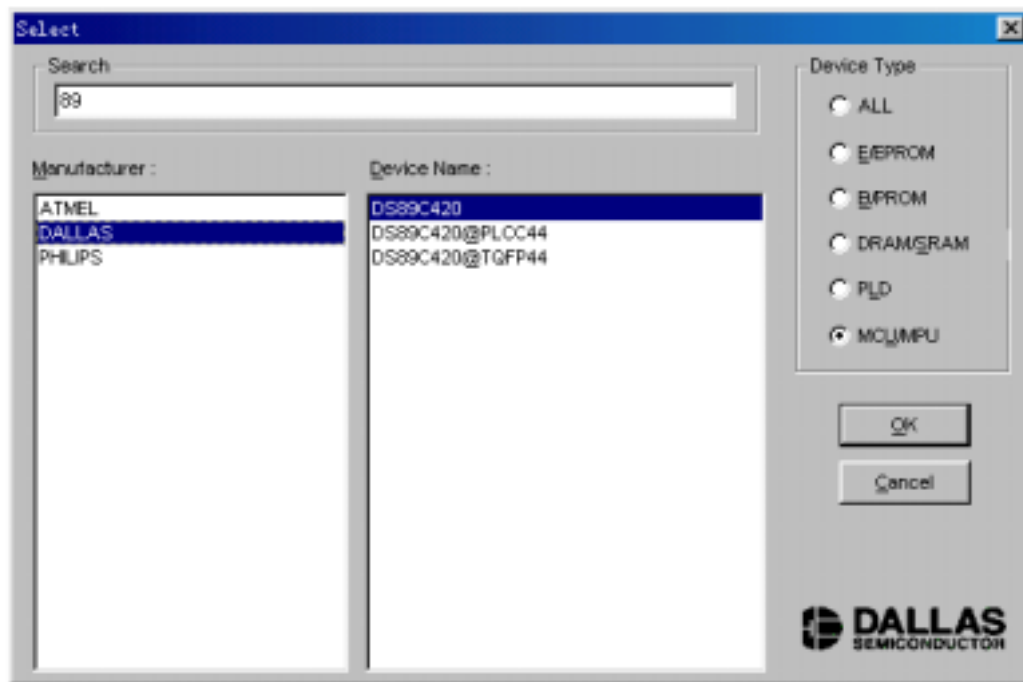 Select
Search
89
Manufacturer :
ATMEL
DALLAS
PHILIPS
Device Name :
DS89C420
DS89C420@PLCC44
DS89C420@TQFP44
Device Type
ALL
E/EPROM
B/PROM
DRAM/SRAM
PLD
MCU/MPU
OK
Cancel
DALLAS
SEMICONDUCTOR